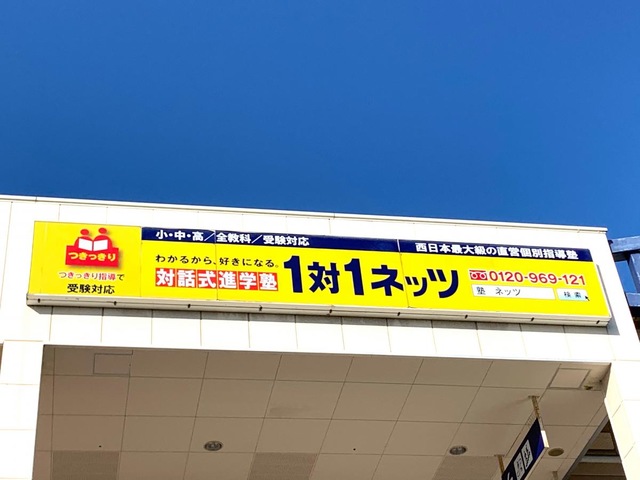 つきっきり
つきっきり指導で
受験対応
小・中・高／全教科／受験対応
わかるから、好きになる。
対話式進学塾
1対1ネッツ
西日本最大級の直営個別指導塾
0120-969-121
塾 ネッツ
検索